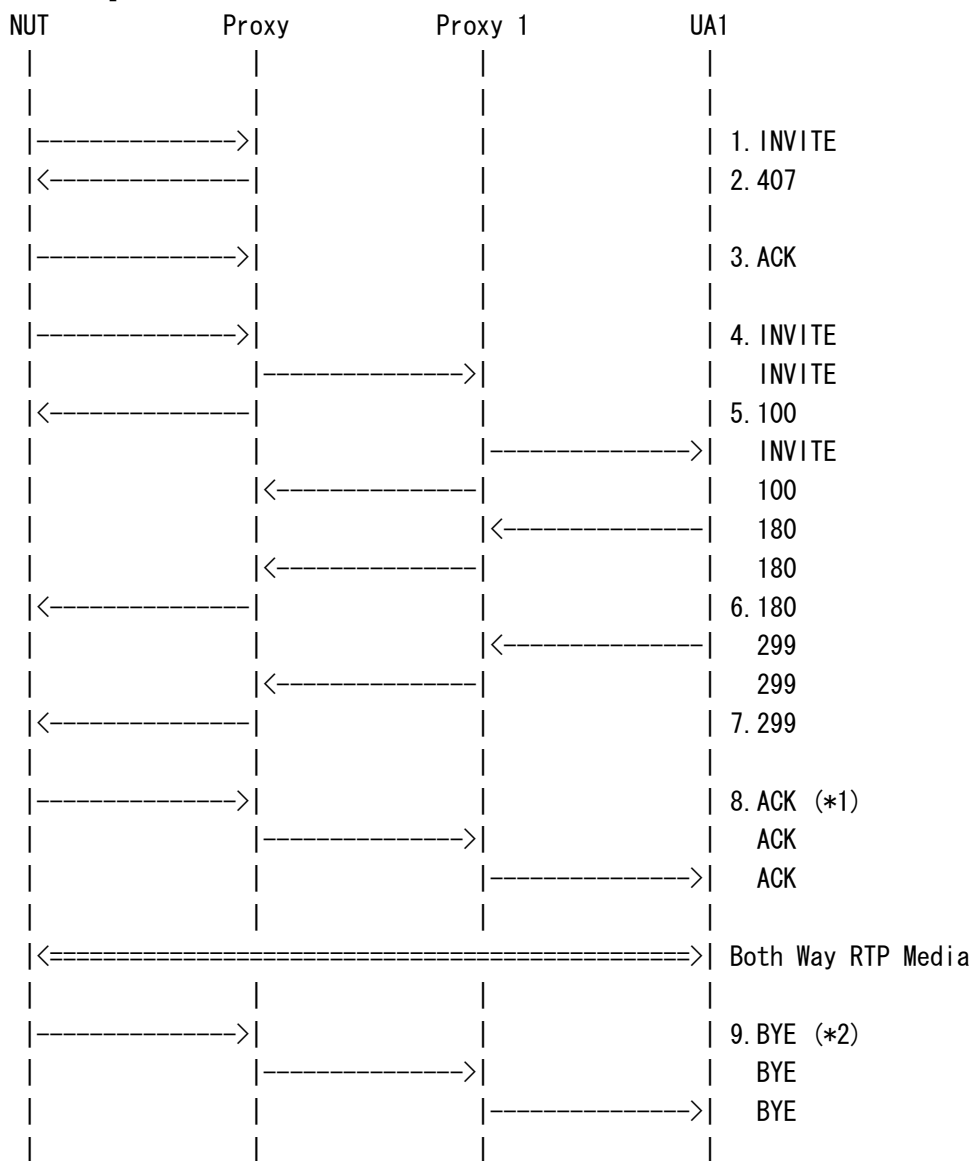 NUT Proxy Proxy 1 UA1
1. INVITE
2. 407
3. ACK
4. INVITE
INVITE
5. 100
INVITE
100
180
180
6. 180
299
299
7. 299
8. ACK (*1)
ACK
ACK
Both Way RTP Media
9. BYE (*2)
BYE
BYE